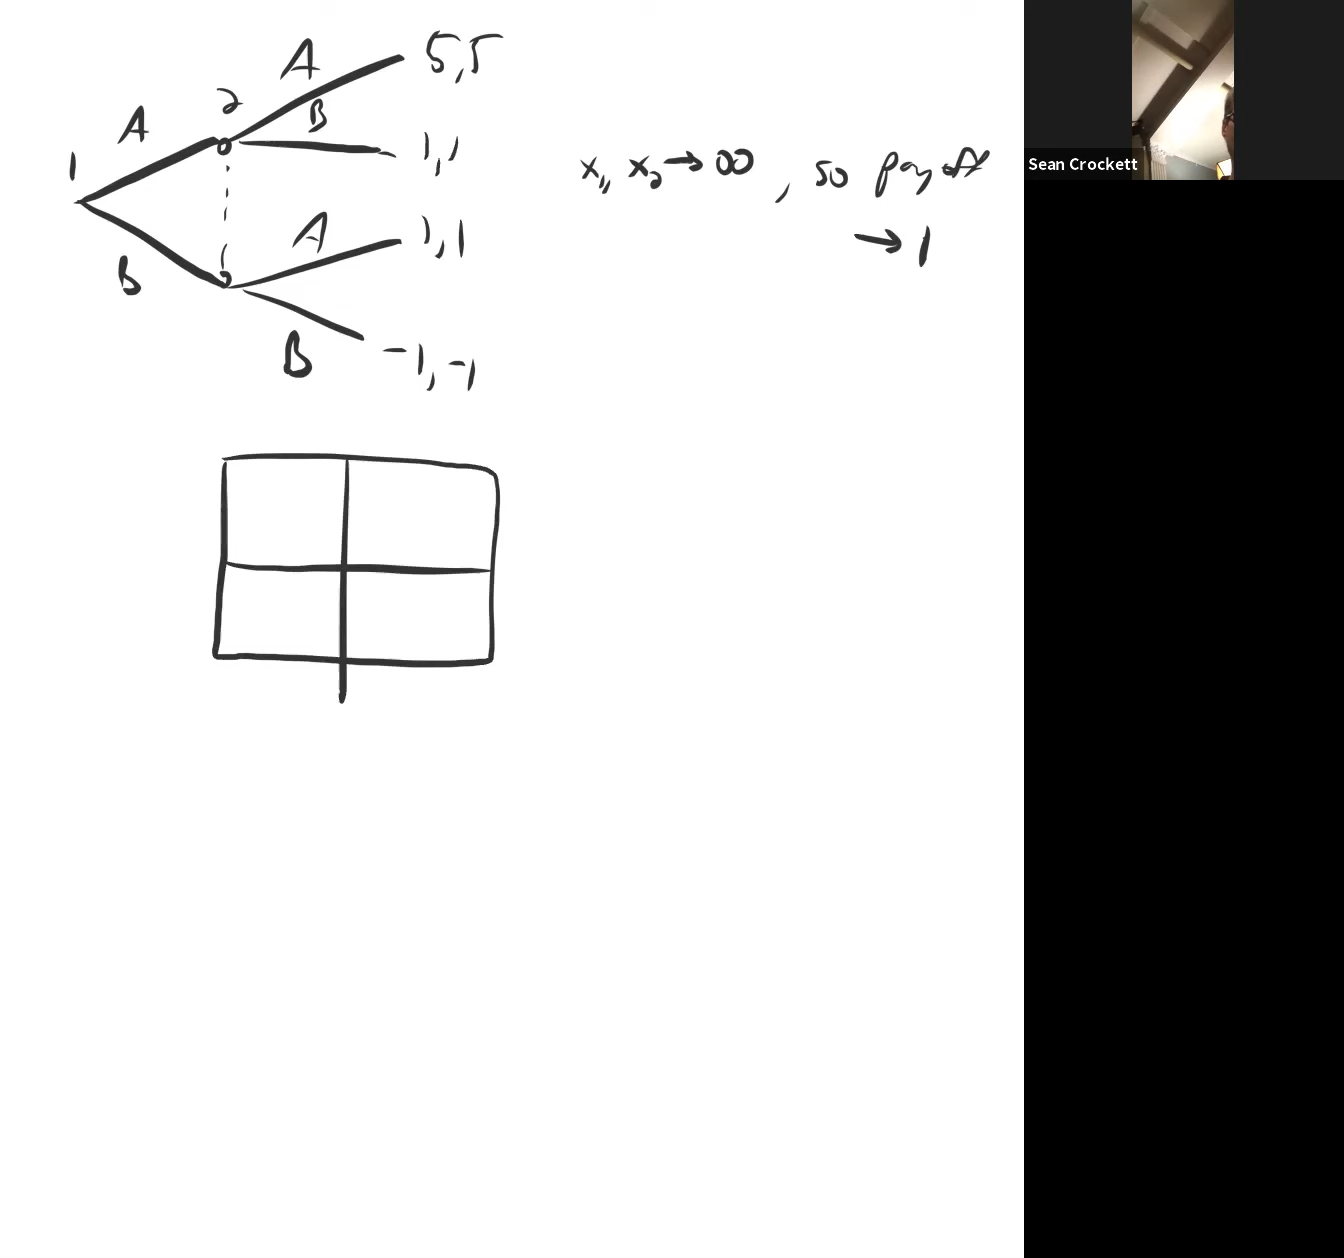 A 5,5
2
A B
1 1,1
x₁, x₂ → ∞, so payoff
Sean Crockett
A 1,1
→ 1
B
B -1,-1